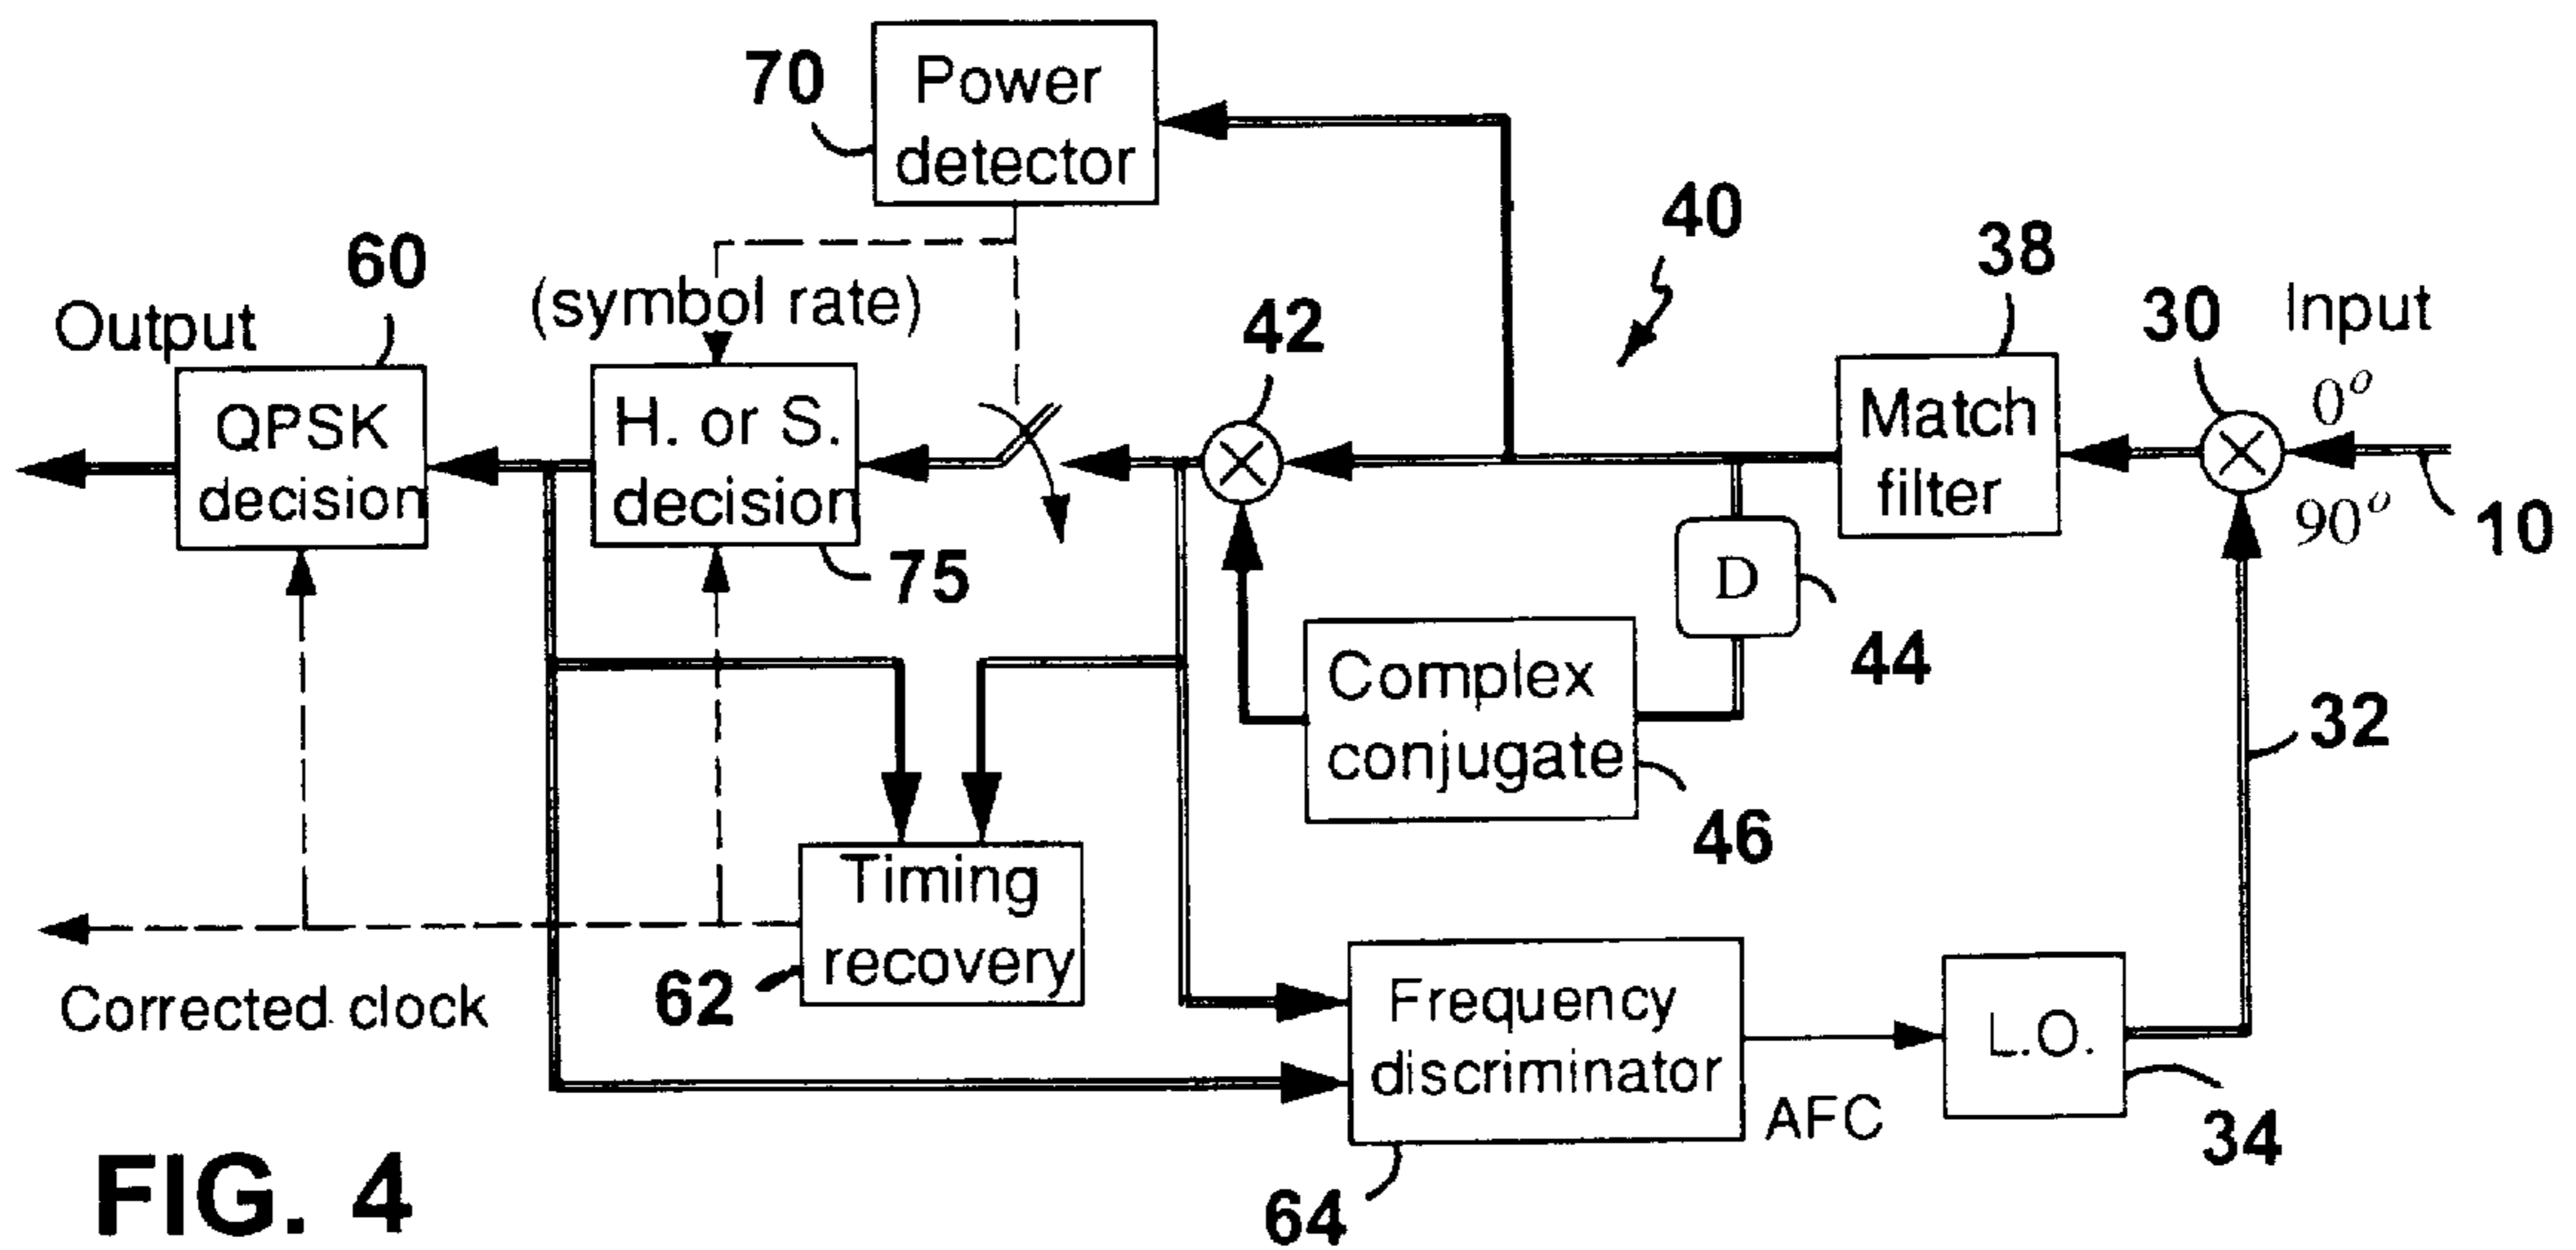 70
Power
detector
40
38
60
(symbol rate)
42
30
Input
Output
0°
QPSK
decision
H. or S.
decision
Match
filter
90°
10
75
D
44
Complex
conjugate
32
46
Timing
recovery
62
Corrected clock
Frequency
discriminator
L.O.
AFC
34
64
FIG. 4